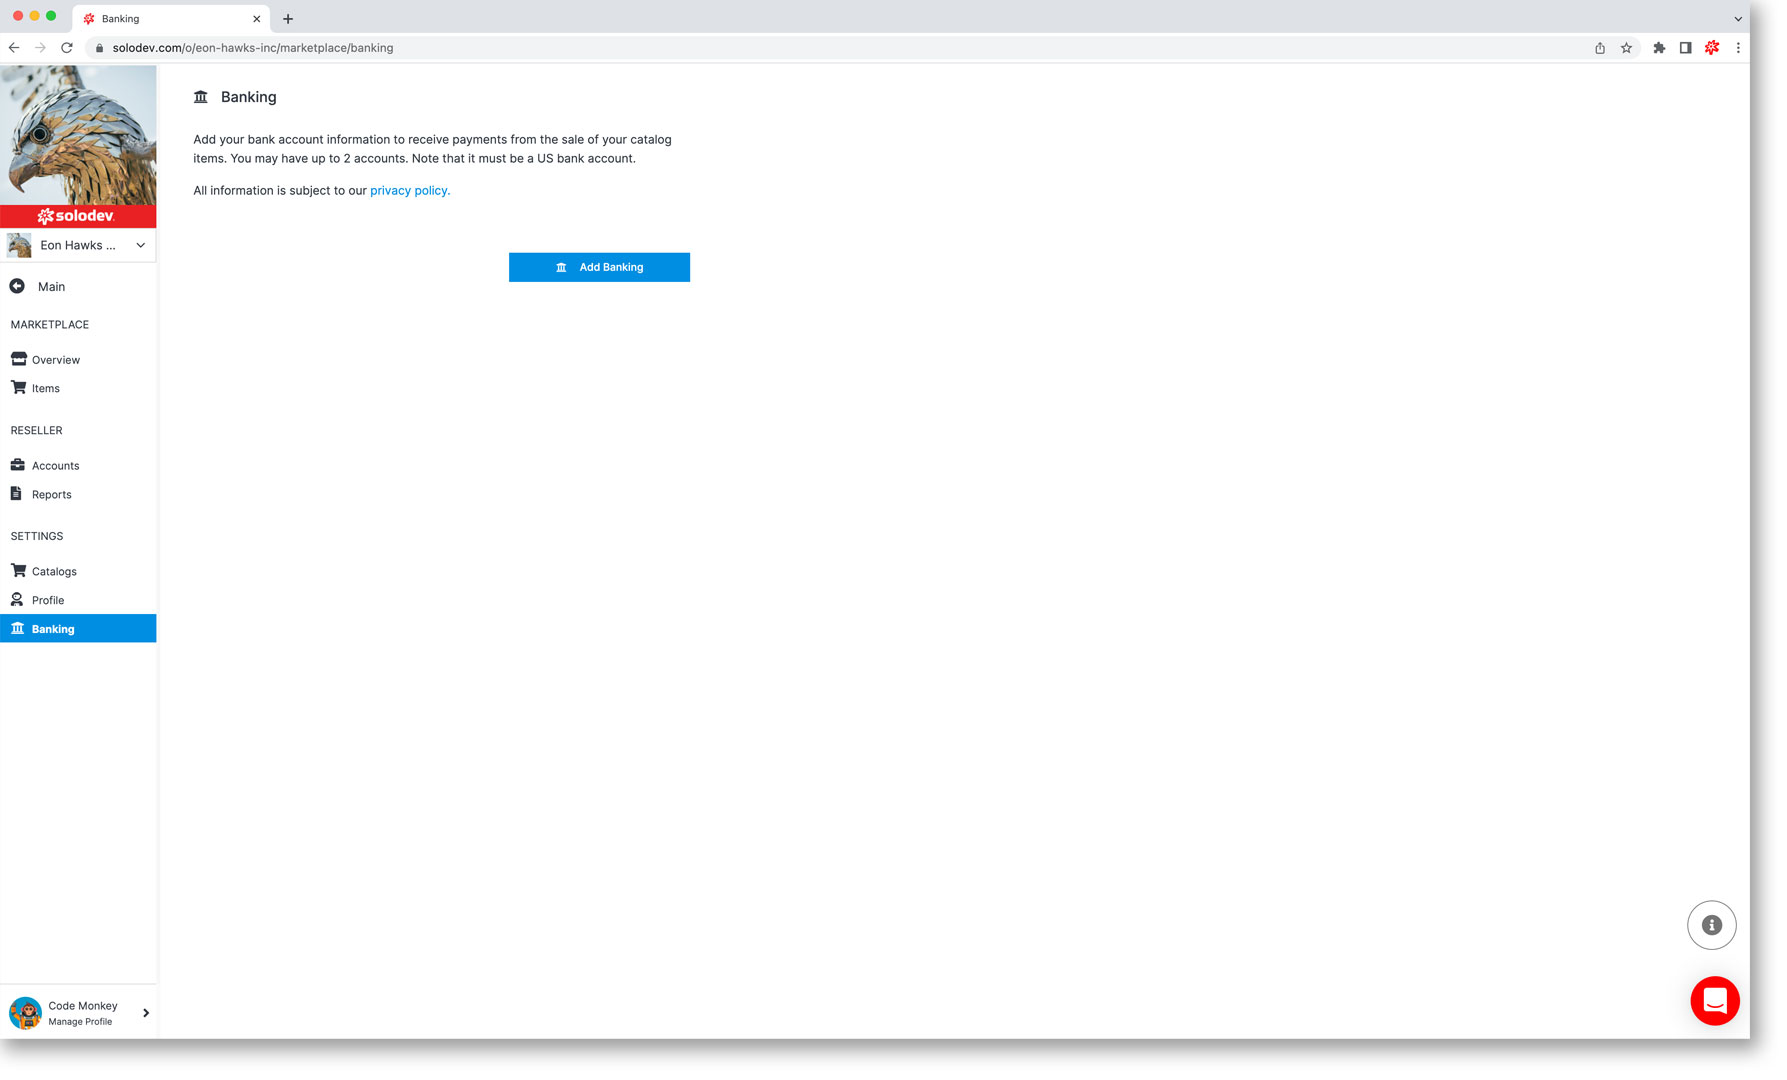 Banking
solodev.com/o/eon-hawks-inc/marketplace/banking
solodev
Eon Hawks ...
Main
MARKETPLACE
Overview
Items
RESELLER
Accounts
Reports
SETTINGS
Catalogs
Profile
Banking
Code Monkey
Manage Profile
Banking
Add your bank account information to receive payments from the sale of your catalog
items. You may have up to 2 accounts. Note that it must be a US bank account.
All information is subject to our privacy policy.
Add Banking